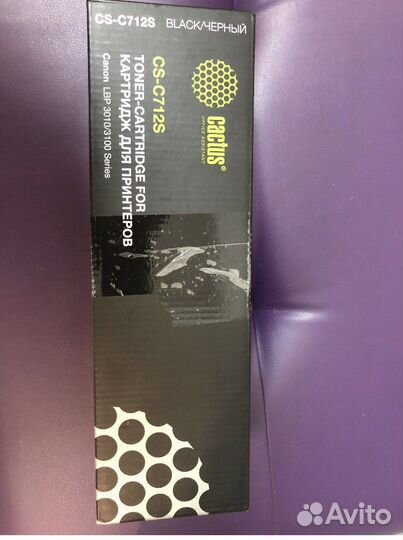 CS-C712S BLACK/ЧЕРНЫЙ
cactus®
OFFICE ASSISTANT
CS-C712S
TONER-CARTRIDGE FOR
КАРТРИДЖ ДЛЯ ПРИНТЕРОВ
Canon LBP 3010/3100 Series
Avito